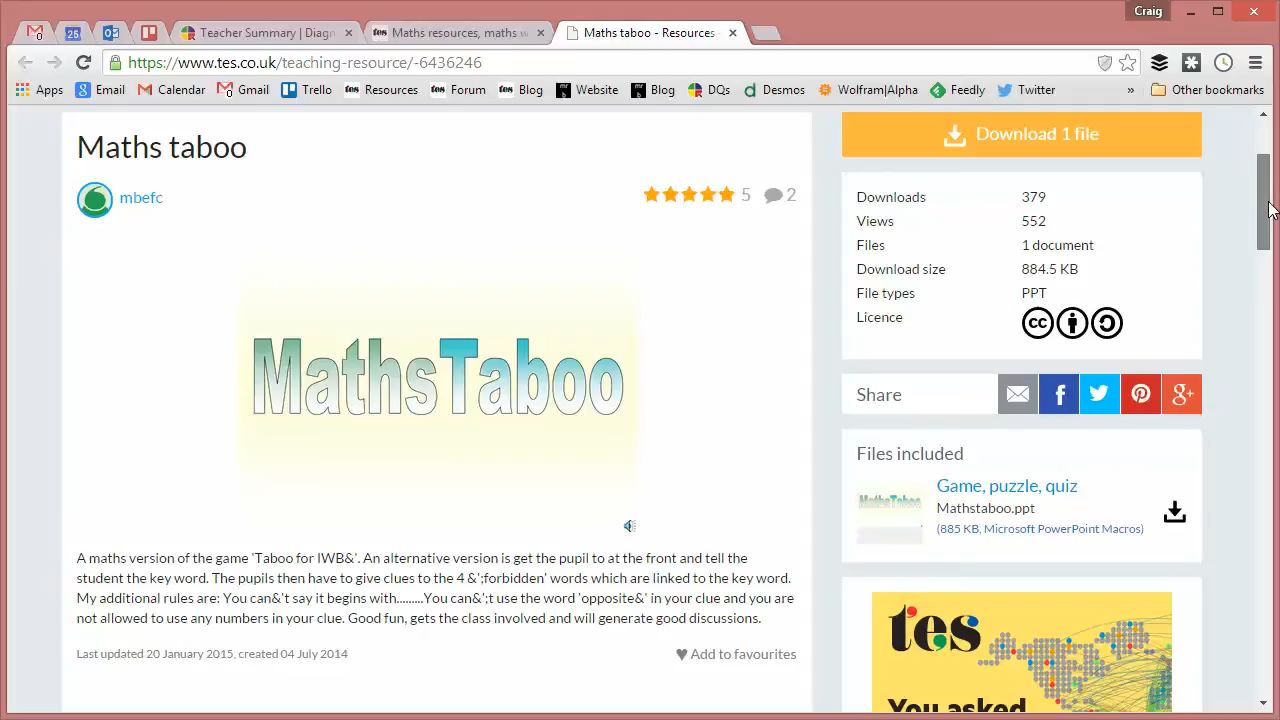 Craig
25
Teacher Summary | Diagn
tes Maths resources, maths w
Maths taboo - Resources
https://www.tes.co.uk/teaching-resource/-6436246
Apps Email Calendar Gmail Trello tes Resources tes Forum tes Blog Website Blog DQs Desmos Wolfram|Alpha Feedly Twitter » Other bookmarks
Maths taboo
mbefc
5 2
MathsTaboo
A maths version of the game 'Taboo for IWB&'. An alternative version is get the pupil to at the front and tell the
student the key word. The pupils then have to give clues to the 4 &';forbidden' words which are linked to the key word.
My additional rules are: You can&'t say it begins with.........You can&';t use the word 'opposite&' in your clue and you are
not allowed to use any numbers in your clue. Good fun, gets the class involved and will generate good discussions.
Last updated 20 January 2015, created 04 July 2014
Add to favourites
Download 1 file
Downloads 379
Views 552
Files 1 document
Download size 884.5 KB
File types PPT
Licence cc
Share
Files included
MathsTaboo
Game, puzzle, quiz
Mathstaboo.ppt
(885 KB, Microsoft PowerPoint Macros)
tes
You asked